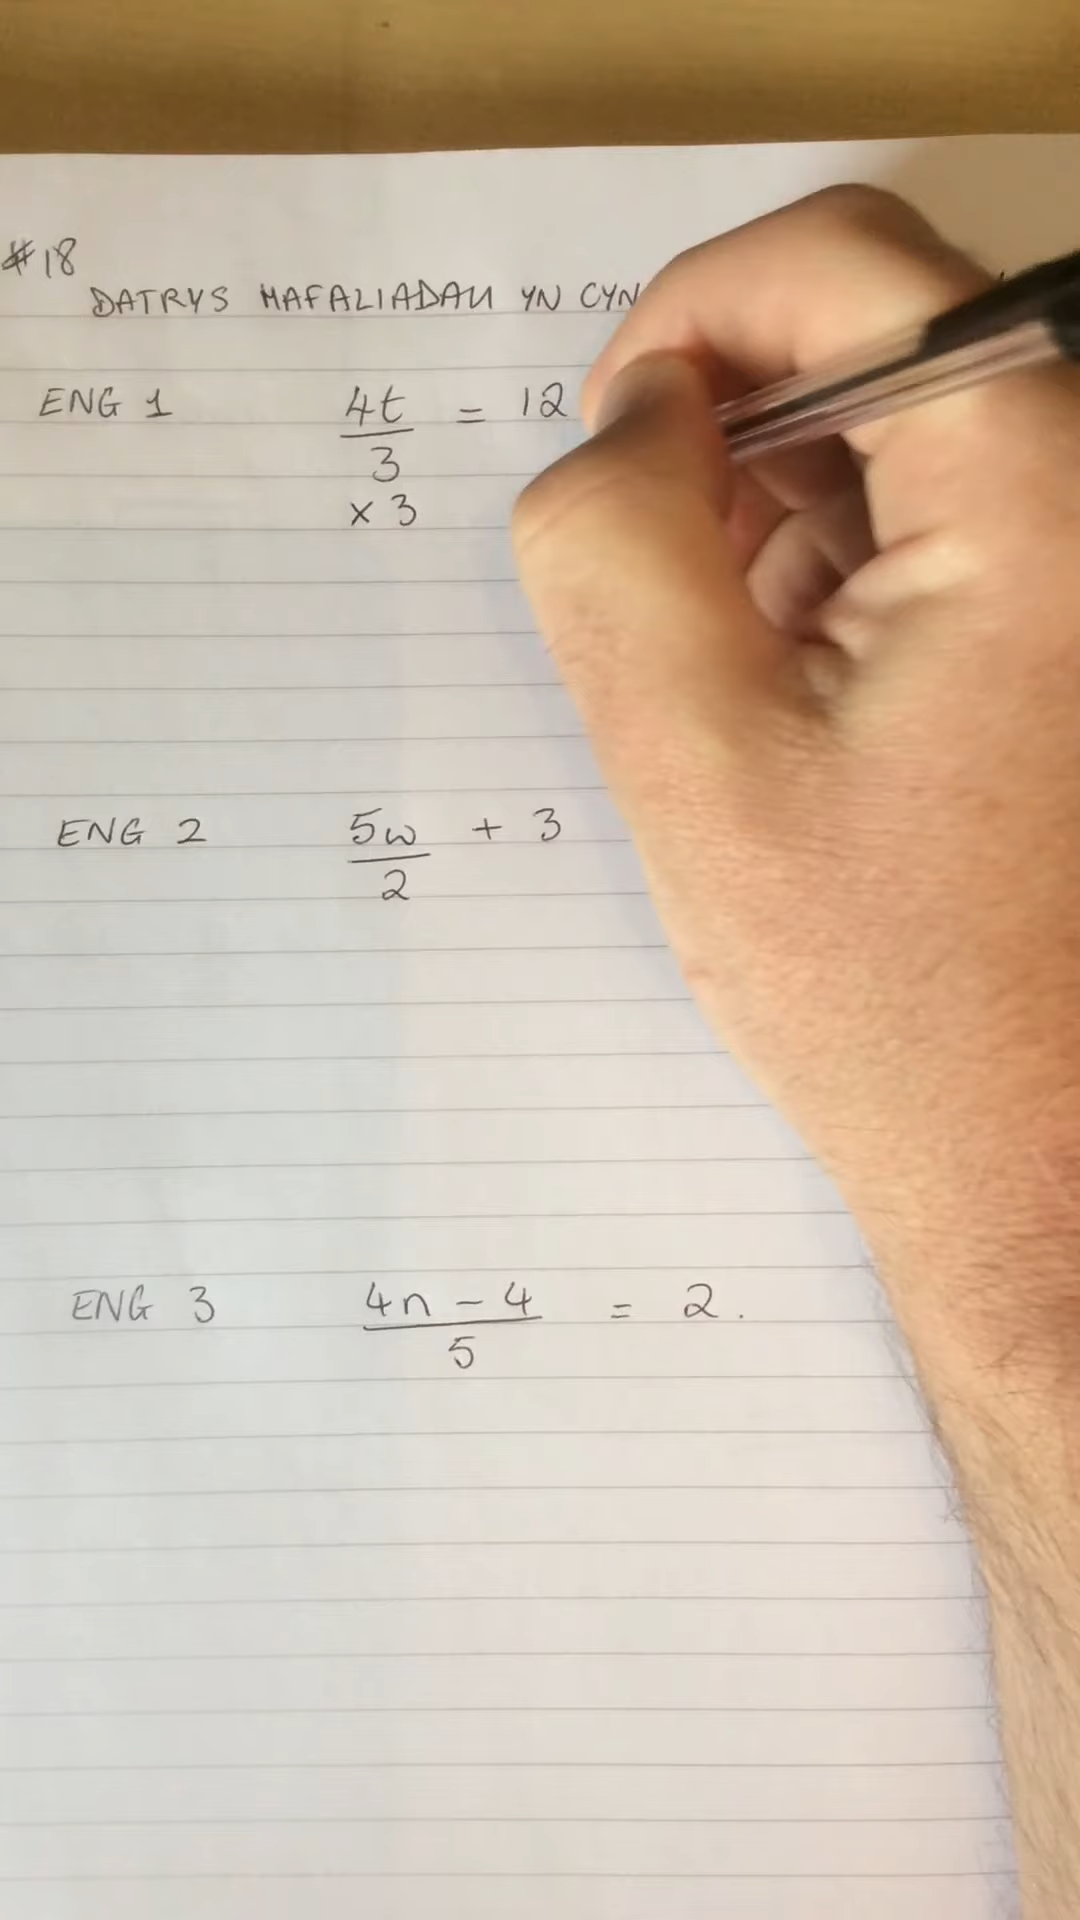 #18
DATRYS HAFALIADAU YN
ENG 1 4t/3 = 12
× 3
ENG 2 5w/2 + 3
ENG 3 4n - 4/5 = 2.